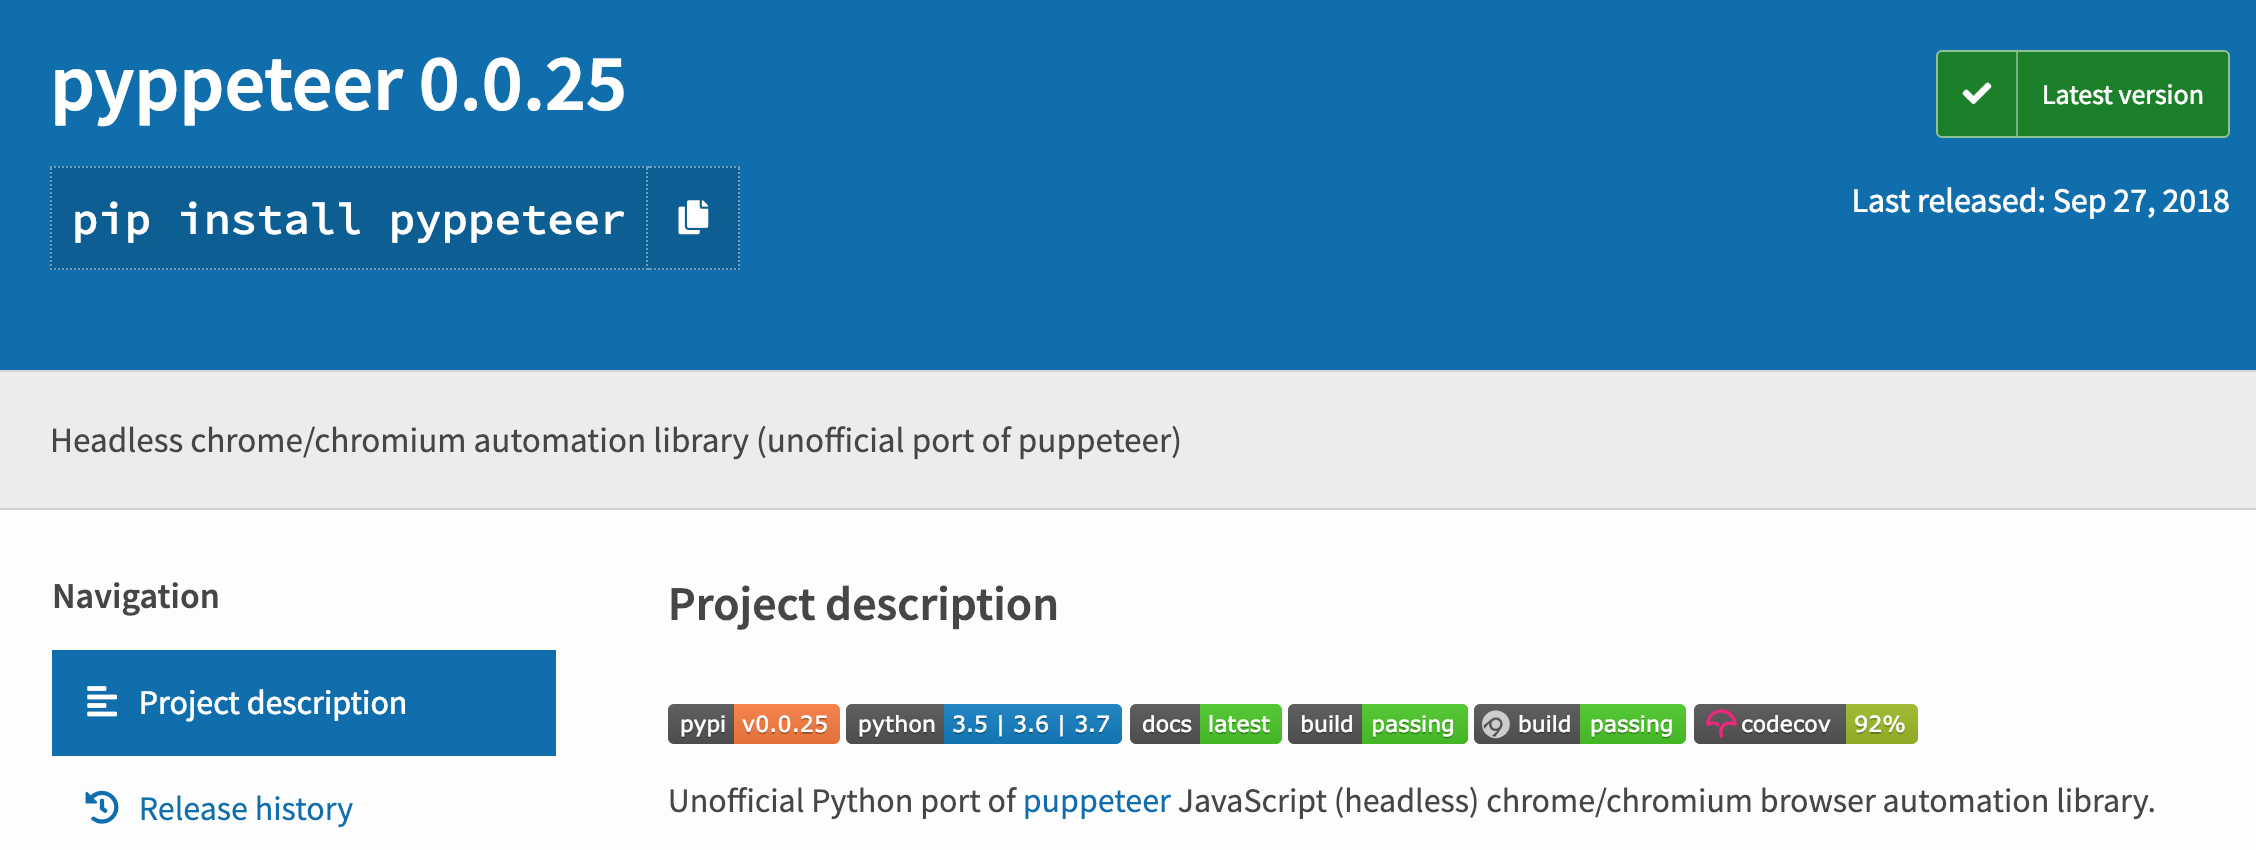 pyppeteer 0.0.25
Latest version
pip install pyppeteer
Last released: Sep 27, 2018
Headless chrome/chromium automation library (unofficial port of puppeteer)
Navigation
Project description
Release history
Project description
pypi v0.0.25 python 3.5 | 3.6 | 3.7 docs latest build passing build passing codecov 92%
Unofficial Python port of puppeteer JavaScript (headless) chrome/chromium browser automation library.